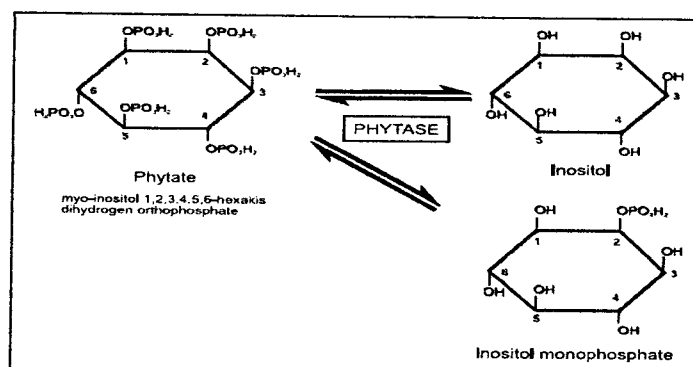 OPO₃H₂ OPO₃H₂
1 2
OPO₃H₂
3
6
H₂PO₃O OPO₃H₂
5 4
OPO₃H₂
Phytate
myo-inositol 1,2,3,4,5,6-hexakis
dihydrogen orthophosphate
PHYTASE
OH OH
1 2
OH
3
6
OH OH
5 4
OH
Inositol
OH OPO₃H₂
1 2
OH
3
6
OH OH
5 4
OH
Inositol monophosphate